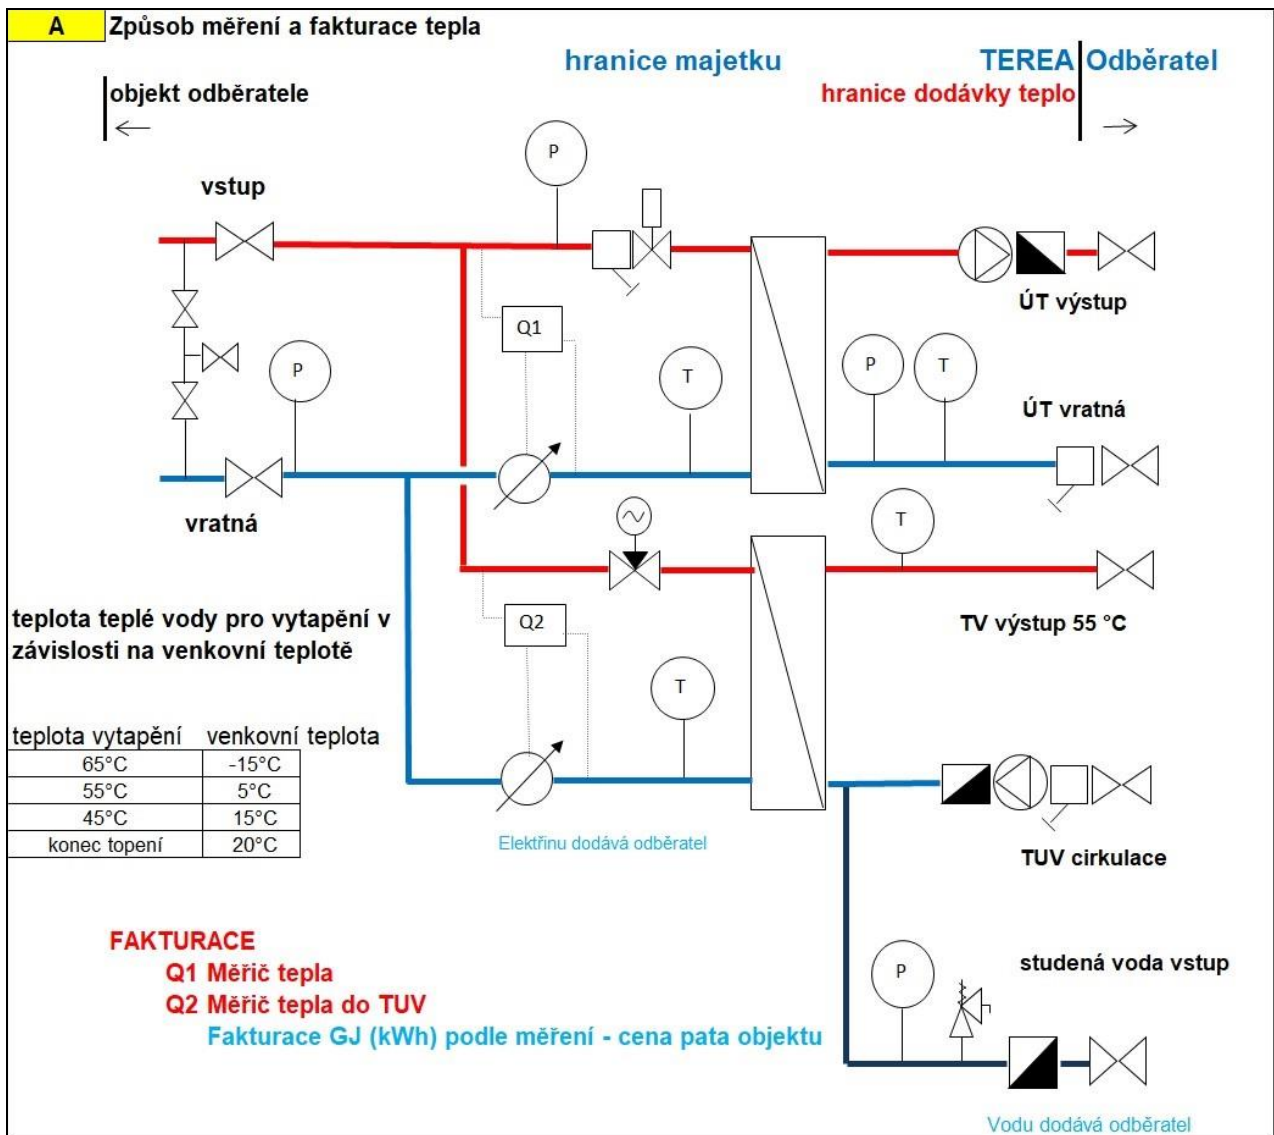 A Způsob měření a fakturace tepla
hranice majetku TEREA Odběratel
objekt odběratele
hranice dodávky teplo
P
vstup
ÚT výstup
Q1
P
T
P
T
ÚT vratná
vratná
T
teplota teplé vody pro vytapění v
závislosti na venkovní teplotě
Q2
TV výstup 55 °C
T
teplota vytapění venkovní teplota
65°C -15°C
55°C 5°C
45°C 15°C
konec topení 20°C
Elektřinu dodává odběratel
TUV cirkulace
FAKTURACE
Q1 Měřič tepla
Q2 Měřič tepla do TUV
Fakturace GJ (kWh) podle měření - cena pata objektu
P
studená voda vstup
Vodu dodává odběratel